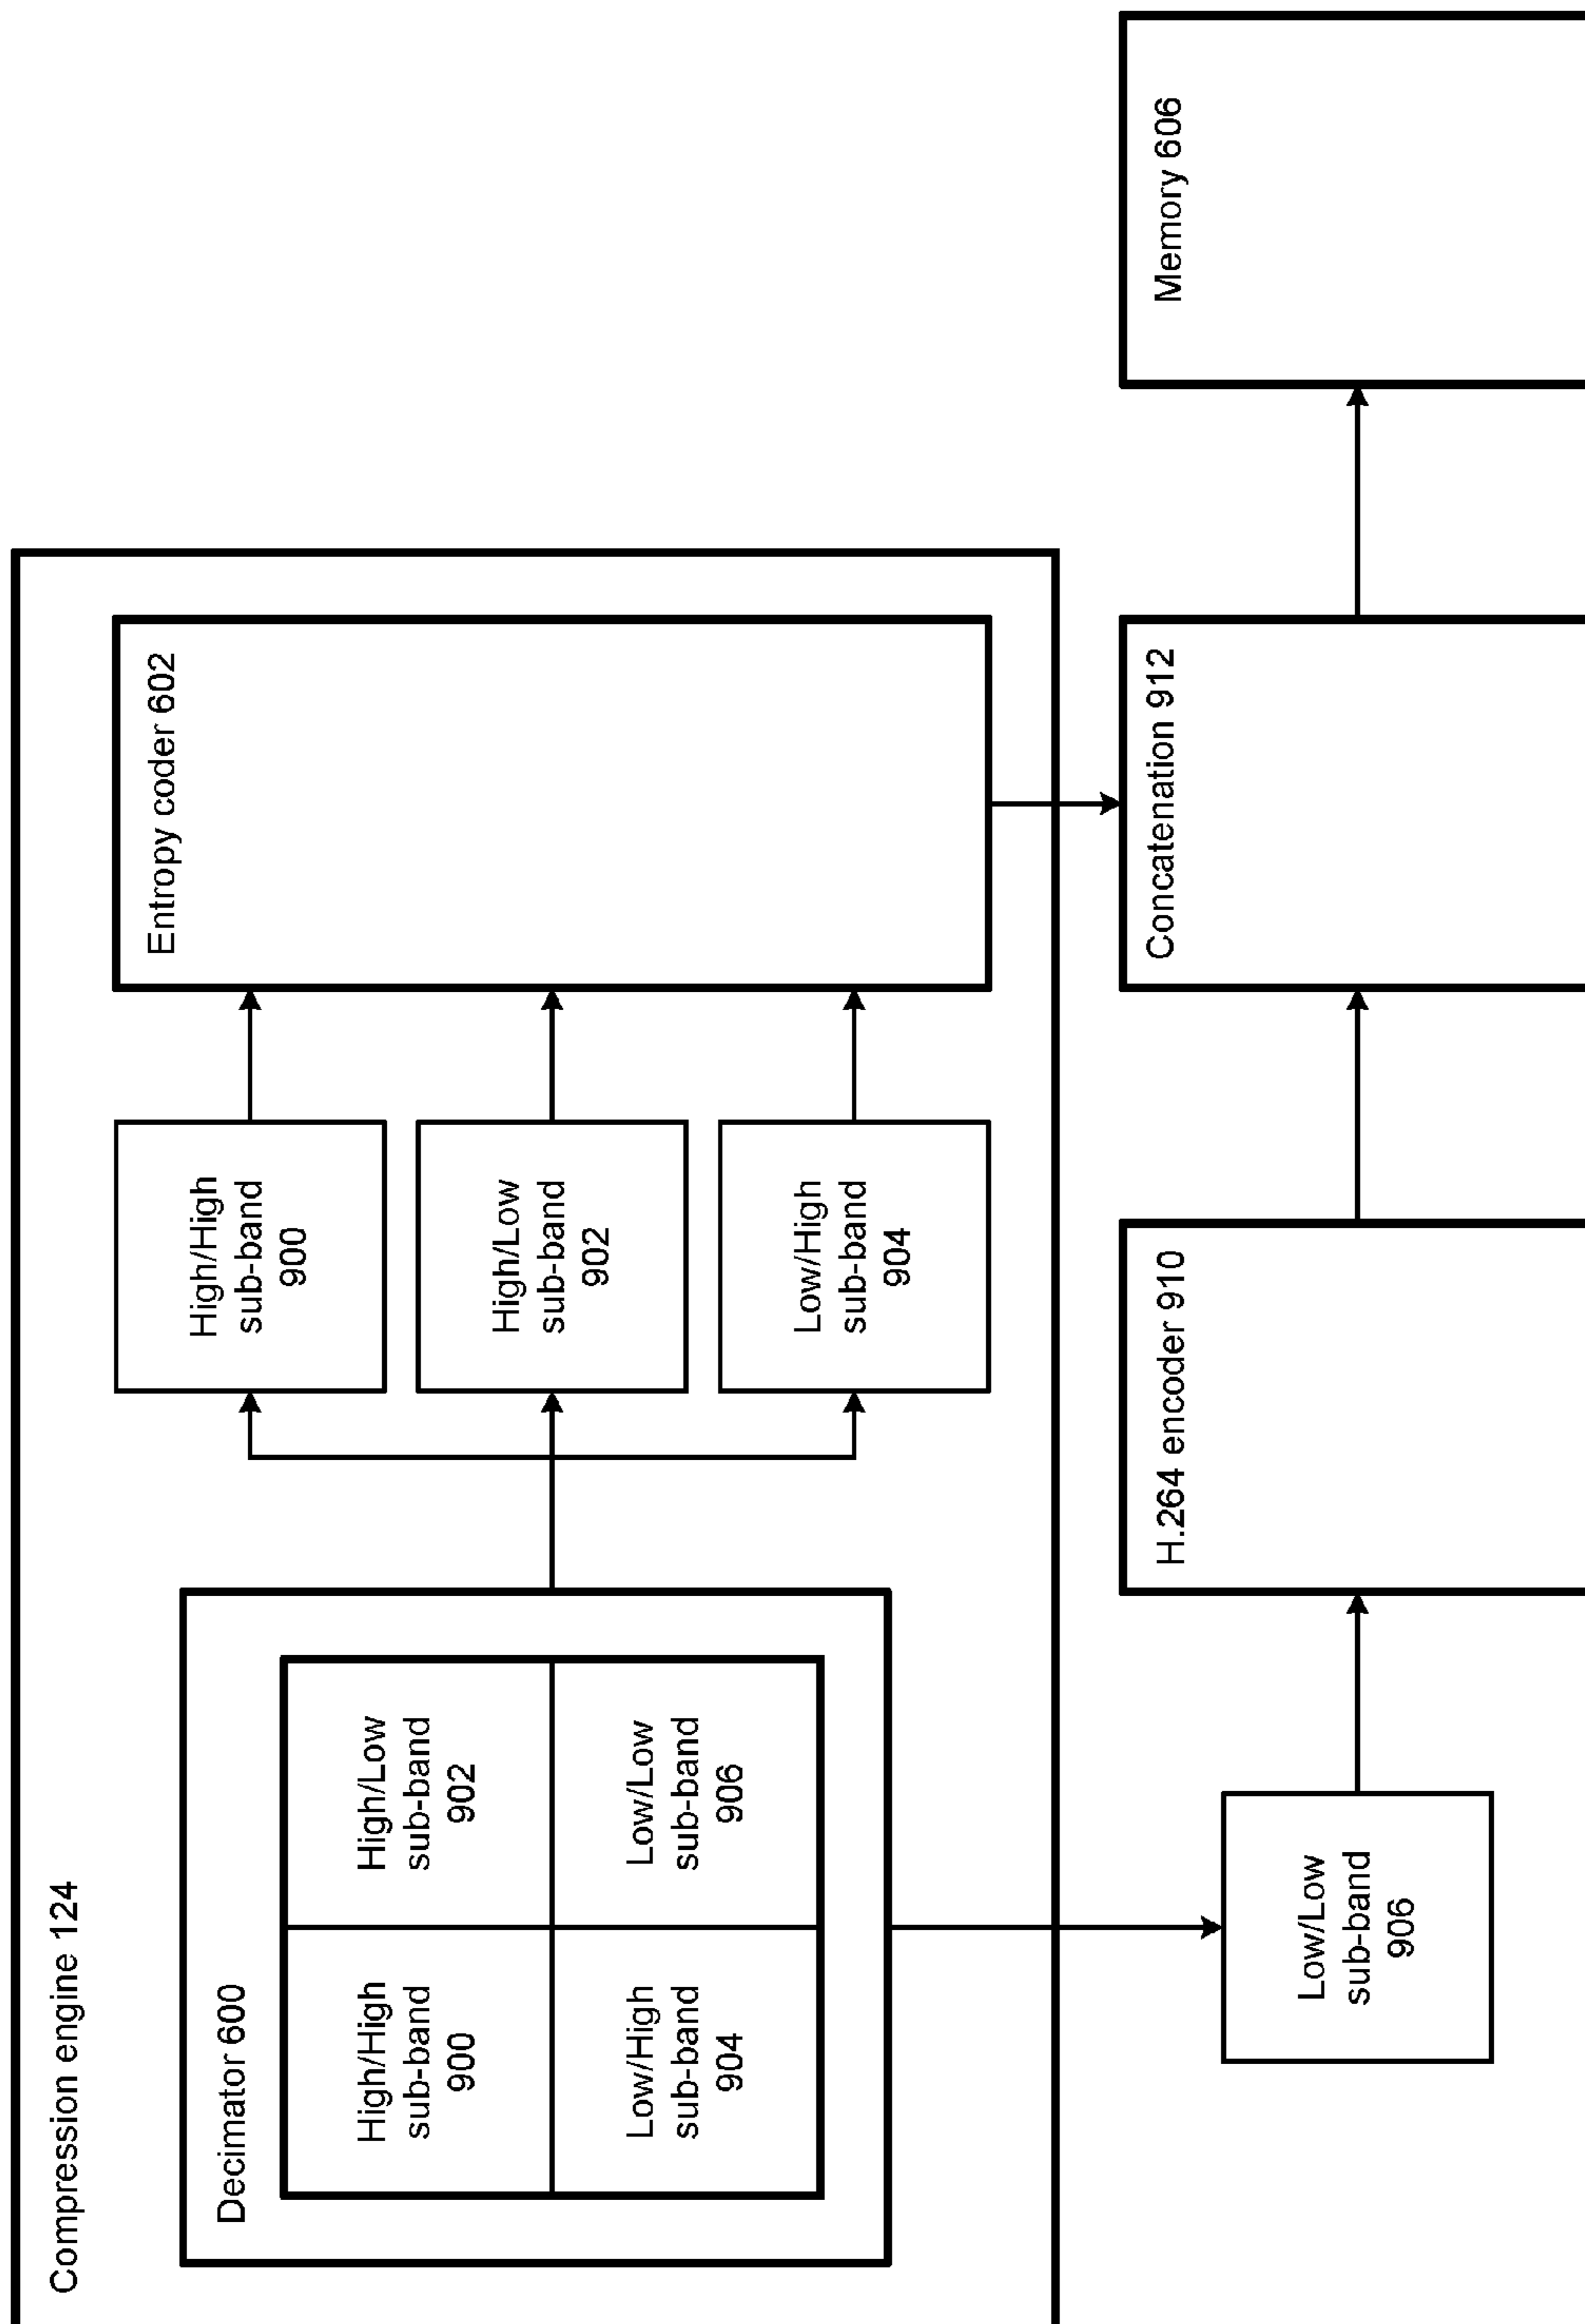 Compression engine 124
Decimator 600
High/High
sub-band
900
High/Low
sub-band
902
Low/High
sub-band
904
Low/Low
sub-band
906
High/High
sub-band
900
High/Low
sub-band
902
Low/High
sub-band
904
Entropy coder 602
Low/Low
sub-band
906
H.264 encoder 910
Concatenation 912
Memory 606